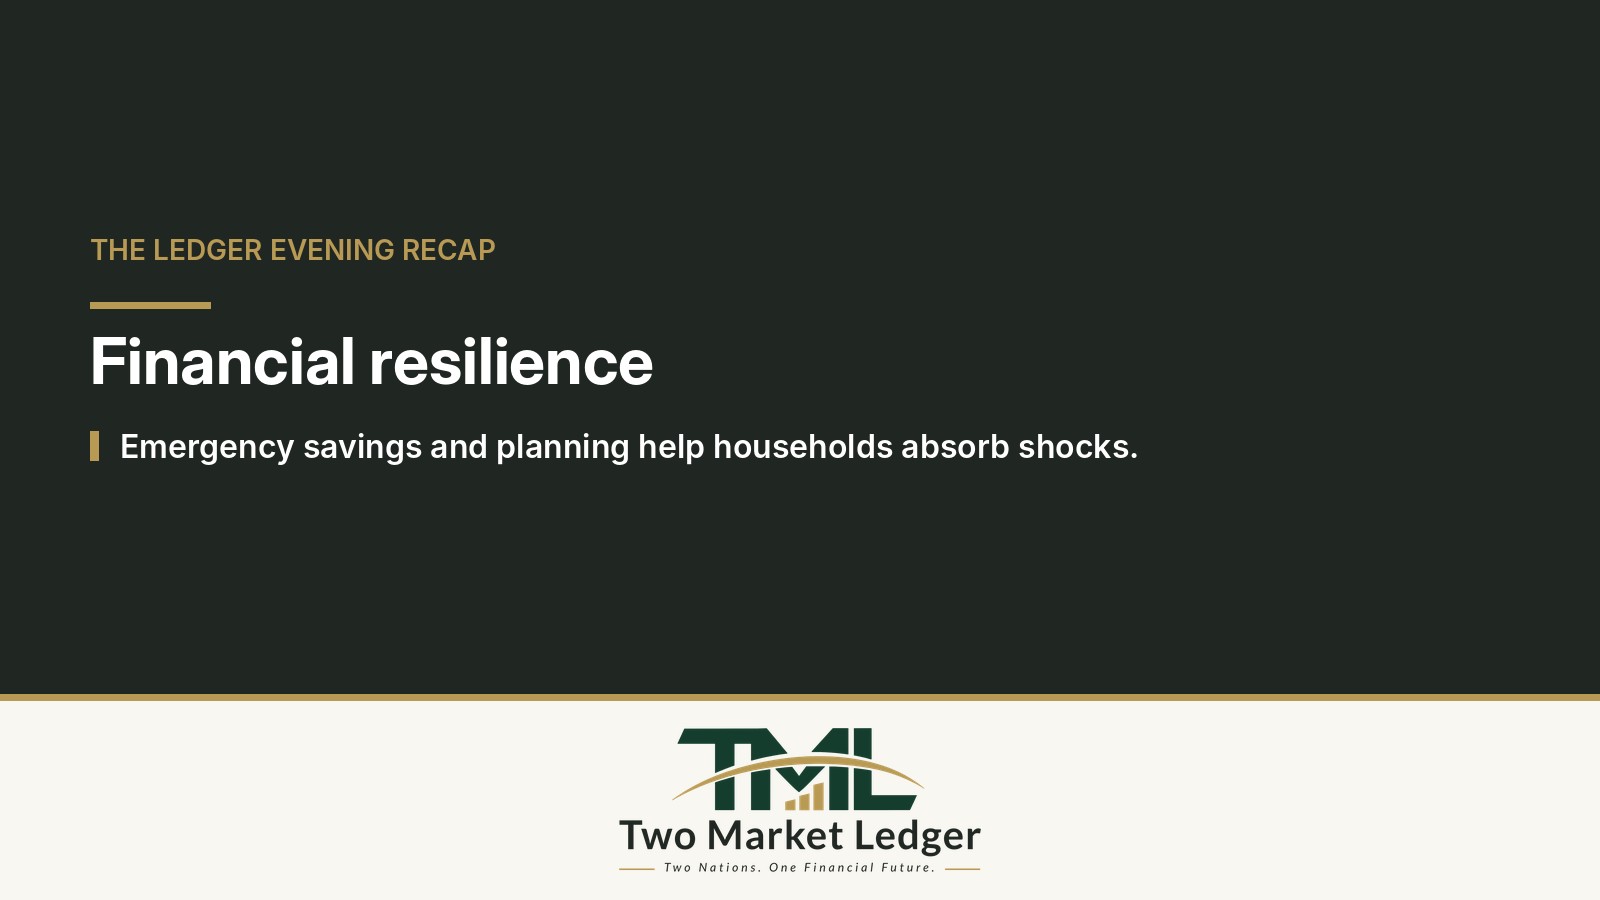 THE LEDGER EVENING RECAP
Financial resilience
Emergency savings and planning help households absorb shocks.
TML
Two Market Ledger
Two Nations. One Financial Future.